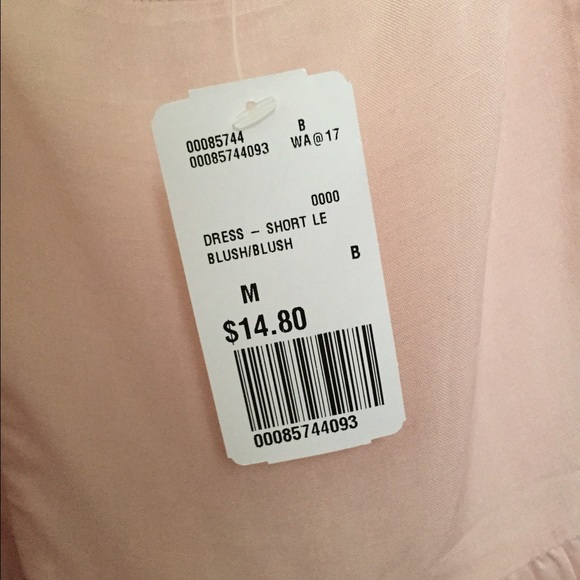 00085744 B
00085744093 WA@17
0000
DRESS – SHORT LE
BLUSH/BLUSH
B
M
$14.80
00085744093